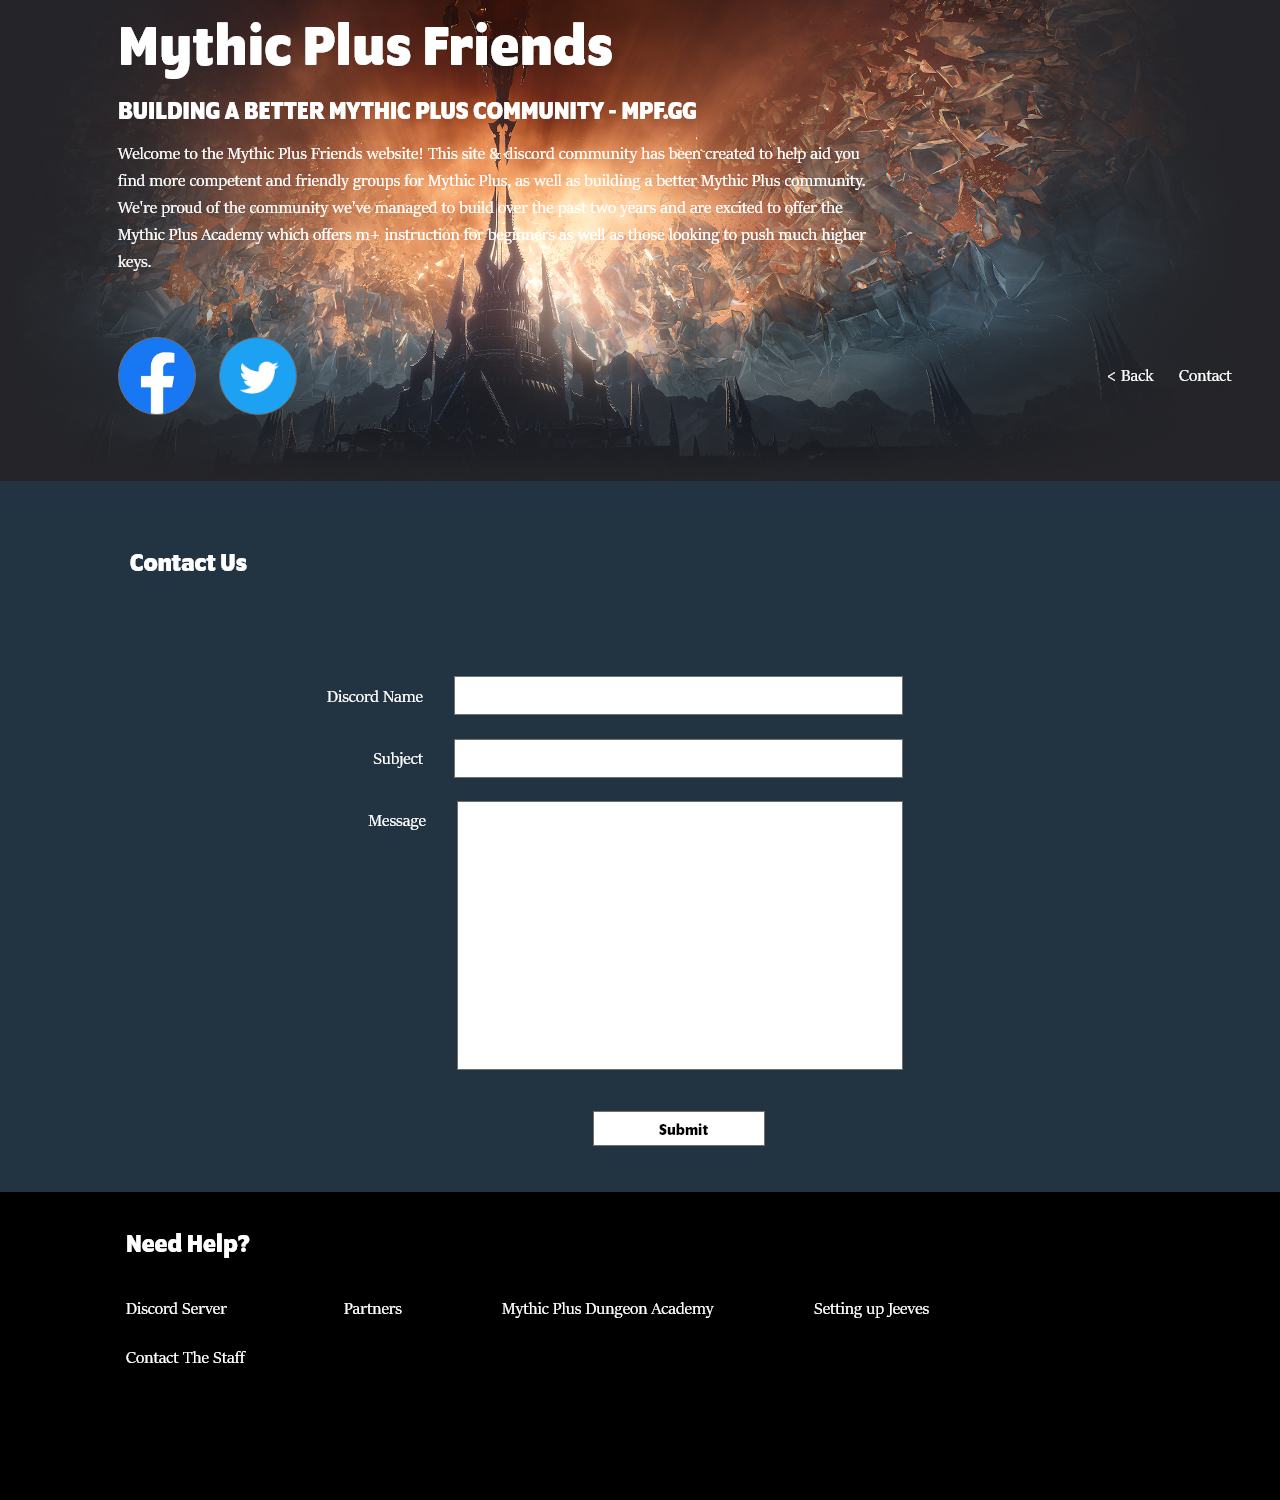 Mythic Plus Friends
BUILDING A BETTER MYTHIC PLUS COMMUNITY - MPF.GG
Welcome to the Mythic Plus Friends website! This site & discord community has been created to help aid you
find more competent and friendly groups for Mythic Plus, as well as building a better Mythic Plus community.
We're proud of the community we've managed to build over the past two years and are excited to offer the
Mythic Plus Academy which offers m+ instruction for beginners as well as those looking to push much higher
keys.
< Back Contact
Contact Us
Discord Name
Subject
Message
Submit
Need Help?
Discord Server Partners Mythic Plus Dungeon Academy Setting up Jeeves
Contact The Staff